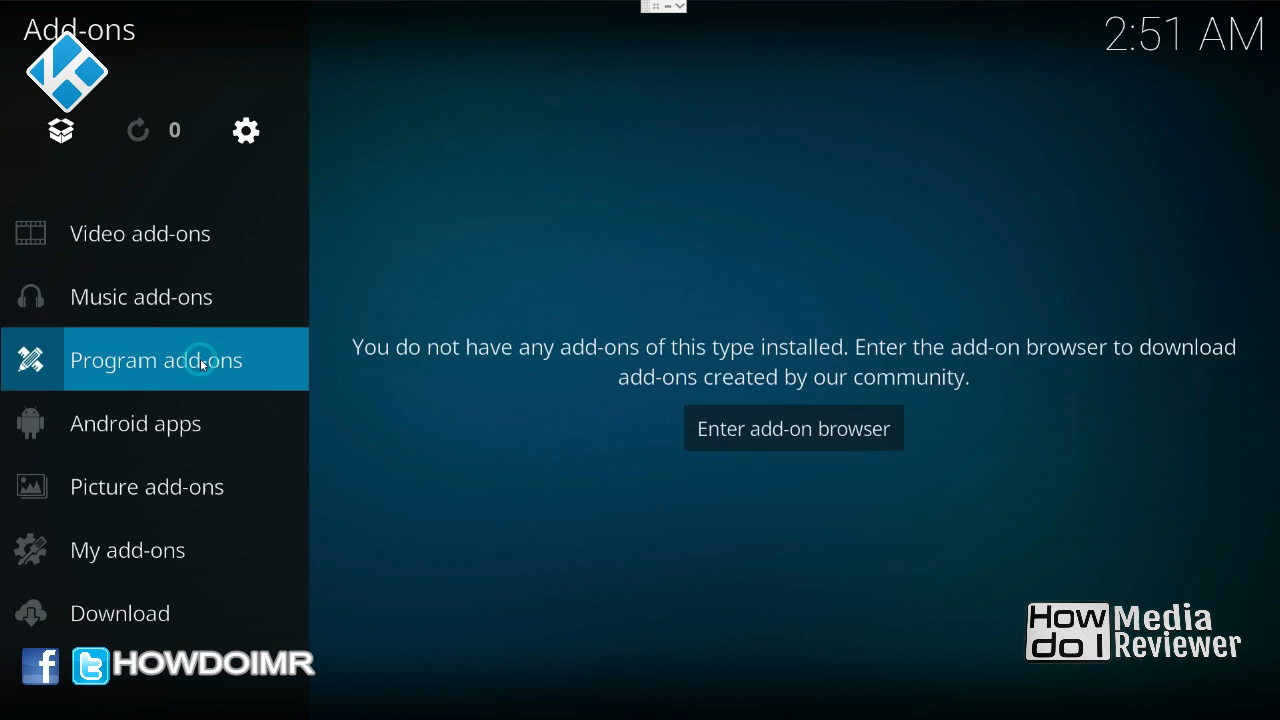 Add-ons
2:51 AM
0
Video add-ons
Music add-ons
Program add-ons
Android apps
Picture add-ons
My add-ons
Download
You do not have any add-ons of this type installed. Enter the add-on browser to download
add-ons created by our community.
Enter add-on browser
f t HOWDOIMR
How do I
Media Reviewer